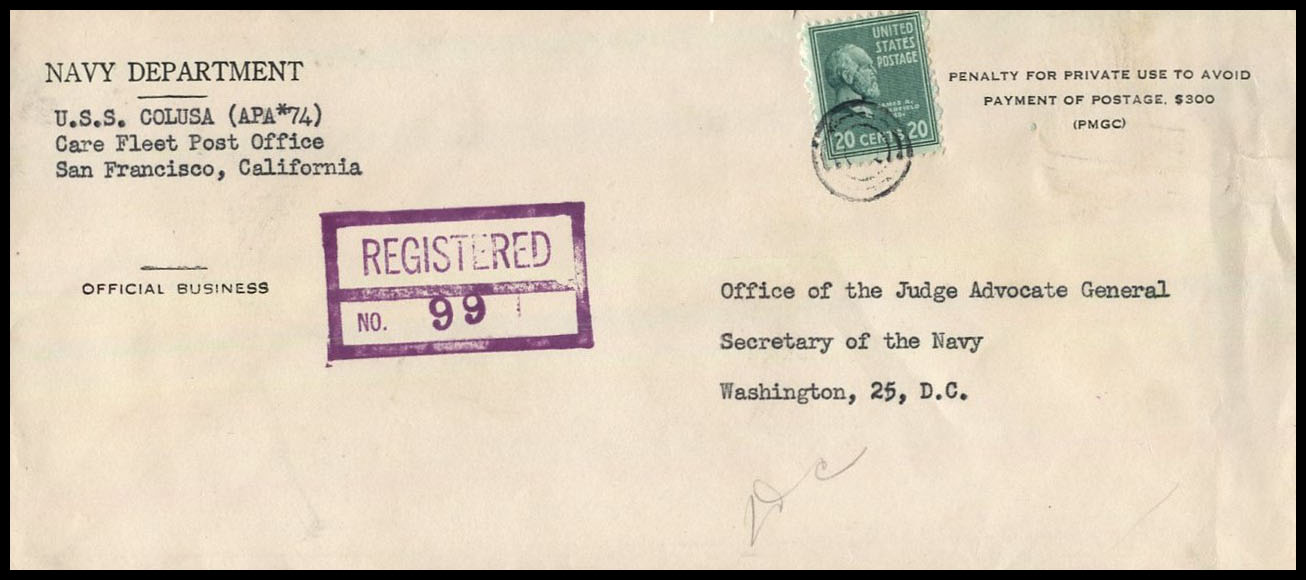 NAVY DEPARTMENT
U.S.S. COLUSA (APA*74)
Care Fleet Post Office
San Francisco, California
OFFICIAL BUSINESS
REGISTERED
NO. 99
UNITED
STATES
POSTAGE
20 CENTS 20
PENALTY FOR PRIVATE USE TO AVOID
PAYMENT OF POSTAGE, $300
(PMGC)
Office of the Judge Advocate General
Secretary of the Navy
Washington, 25, D.C.
DC